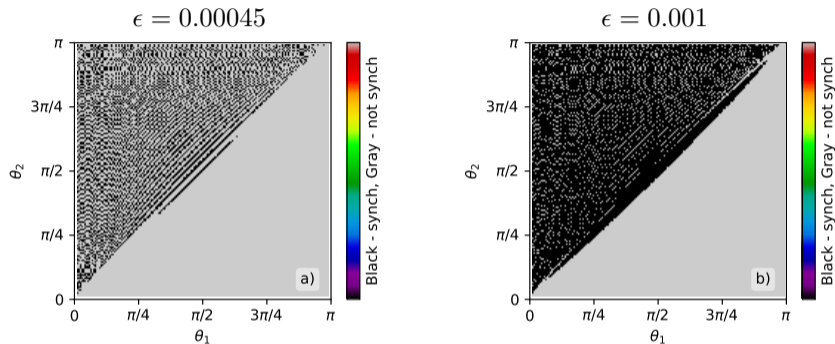 ϵ = 0.00045
π
3π/4
π/2
π/4
0
θ₂
0
π/4
π/2
3π/4
π
θ₁
a)
Black - synch, Gray - not synch
ϵ = 0.001
π
3π/4
π/2
π/4
0
θ₂
0
π/4
π/2
3π/4
π
θ₁
b)
Black - synch, Gray - not synch